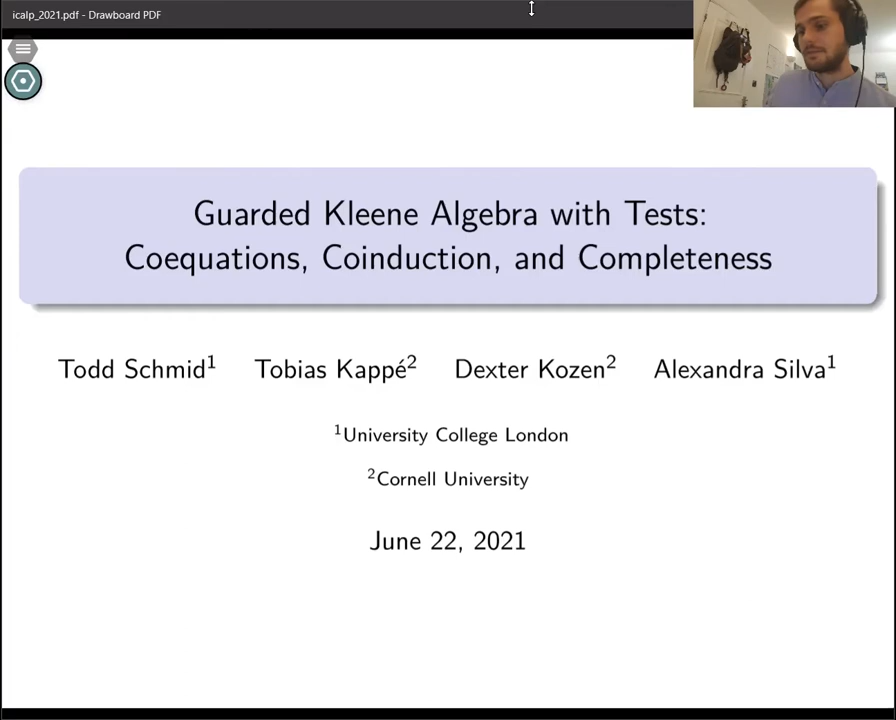 icalp_2021.pdf - Drawboard PDF
Guarded Kleene Algebra with Tests:
Coequations, Coinduction, and Completeness
Todd Schmid¹ Tobias Kappé² Dexter Kozen² Alexandra Silva¹
¹University College London
²Cornell University
June 22, 2021